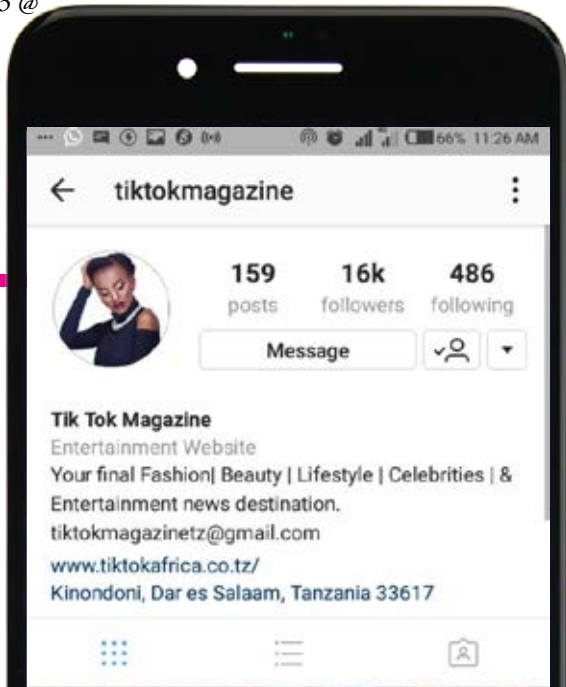 5 @
66% 11:26 AM
tiktokmagazine
159 16k 486
posts followers following
Message
Tik Tok Magazine
Entertainment Website
Your final Fashion| Beauty | Lifestyle | Celebrities | &
Entertainment news destination.
tiktokmagazinetz@gmail.com
www.tiktokafrica.co.tz/
Kinondoni, Dar es Salaam, Tanzania 33617